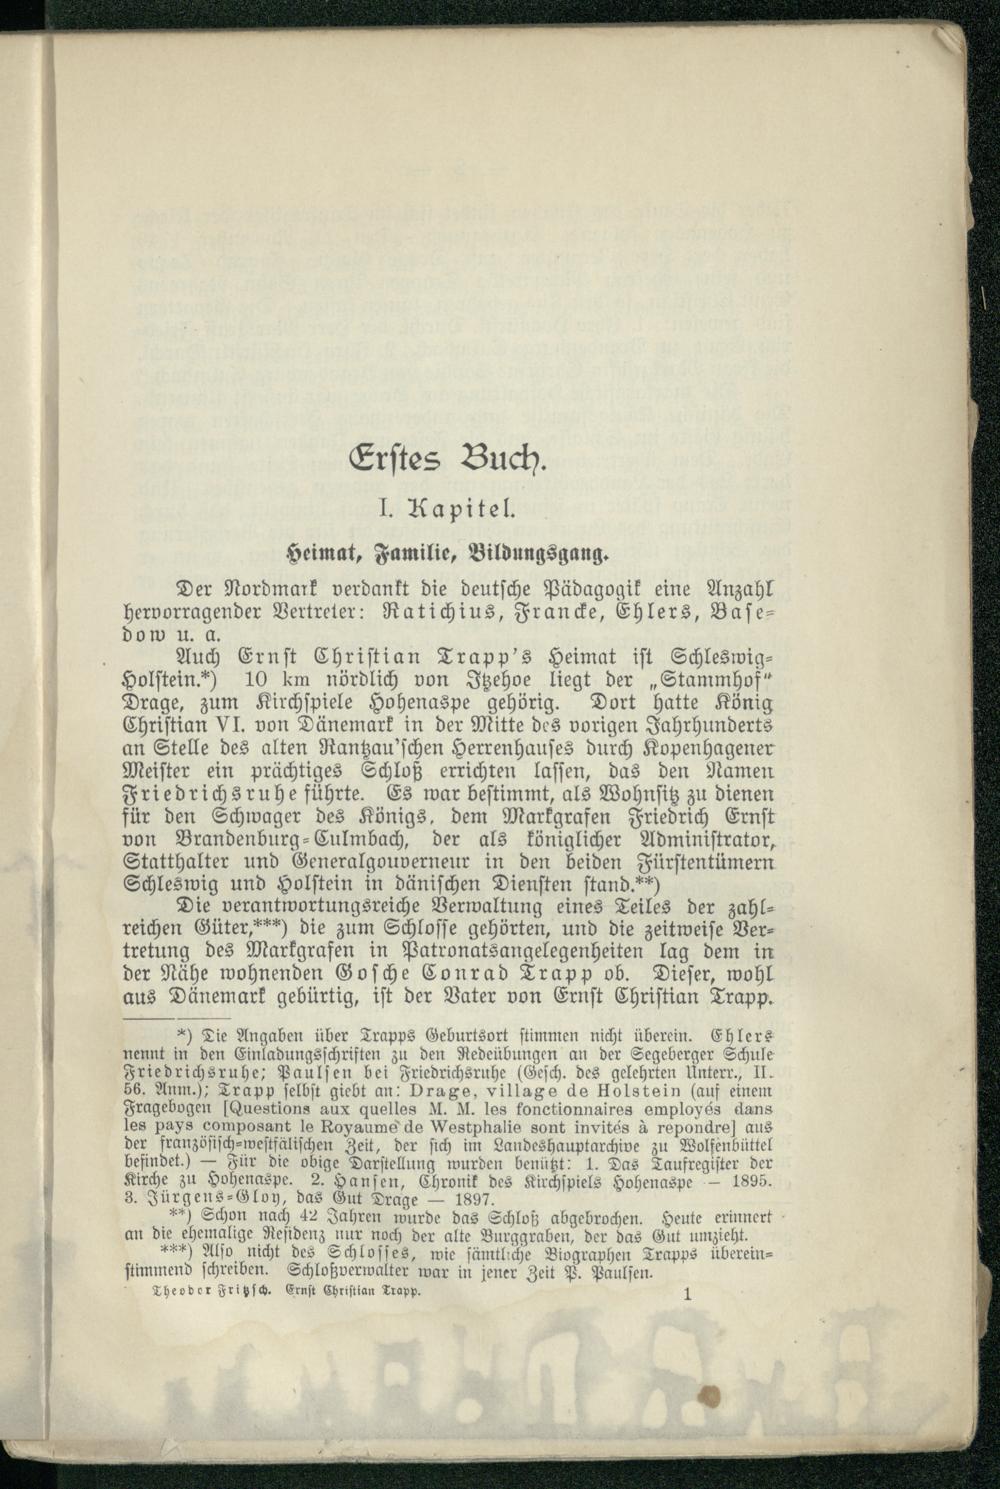 Erstes Buch.
I. Kapitel.
Heimat, Familie, Bildungsgang.
Der Nordmark verdankt die deutsche Pädagogik eine Anzahl
hervorragender Vertreter: Ratichius, Francke, Ehlers, Base-
dow u. a.
Auch Ernst Christian Trapp's Heimat ist Schleswig-
Holstein.*) 10 km nördlich von Itzehoe liegt der „Stammhof"
Drage, zum Kirchspiele Hohenaspe gehörig. Dort hatte König
Christian VI. von Dänemark in der Mitte des vorigen Jahrhunderts
an Stelle des alten Rantzau'schen Herrenhauses durch Kopenhagener
Meister ein prächtiges Schloß errichten lassen, das den Namen
Friedrichsruhe führte. Es war bestimmt, als Wohnsitz zu dienen
für den Schwager des Königs, dem Markgrafen Friedrich Ernst
von Brandenburg-Culmbach, der als königlicher Administrator,
Statthalter und Generalgouverneur in den beiden Fürstentümern
Schleswig und Holstein in dänischen Diensten stand.**)
Die verantwortungsreiche Verwaltung eines Teiles der zahl-
reichen Güter,***) die zum Schlosse gehörten, und die zeitweise Ver-
tretung des Markgrafen in Patronatsangelegenheiten lag dem in
der Nähe wohnenden Gosche Conrad Trapp ob. Dieser, wohl
aus Dänemark gebürtig, ist der Vater von Ernst Christian Trapp.
*) Die Angaben über Trapps Geburtsort stimmen nicht überein. Ehlers
nennt in den Einladungsschriften zu den Redeübungen an der Segeberger Schule
Friedrichsruhe; Paulsen bei Friedrichsruhe (Gesch. des gelehrten Unterr., II.
56. Anm.); Trapp selbst giebt an: Drage, village de Holstein (auf einem
Fragebogen [Questions aux quelles M. M. les fonctionnaires employés dans
les pays composant le Royaume de Westphalie sont invités à repondre] aus
der französisch-westfälischen Zeit, der sich im Landeshauptarchive zu Wolfenbüttel
befindet.) — Für die obige Darstellung wurden benützt: 1. Das Taufregister der
Kirche zu Hohenaspe. 2. Hansen, Chronik des Kirchspiels Hohenaspe — 1895.
3. Jürgens-Gloy, das Gut Drage — 1897.
**) Schon nach 42 Jahren wurde das Schloß abgebrochen. Heute erinnert
an die ehemalige Residenz nur noch der alte Burggraben, der das Gut umzieht.
***) Also nicht des Schlosses, wie sämtliche Biographen Trapps überein-
stimmend schreiben. Schloßverwalter war in jener Zeit P. Paulsen.
Theodor Fritzsch. Ernst Christian Trapp. 1